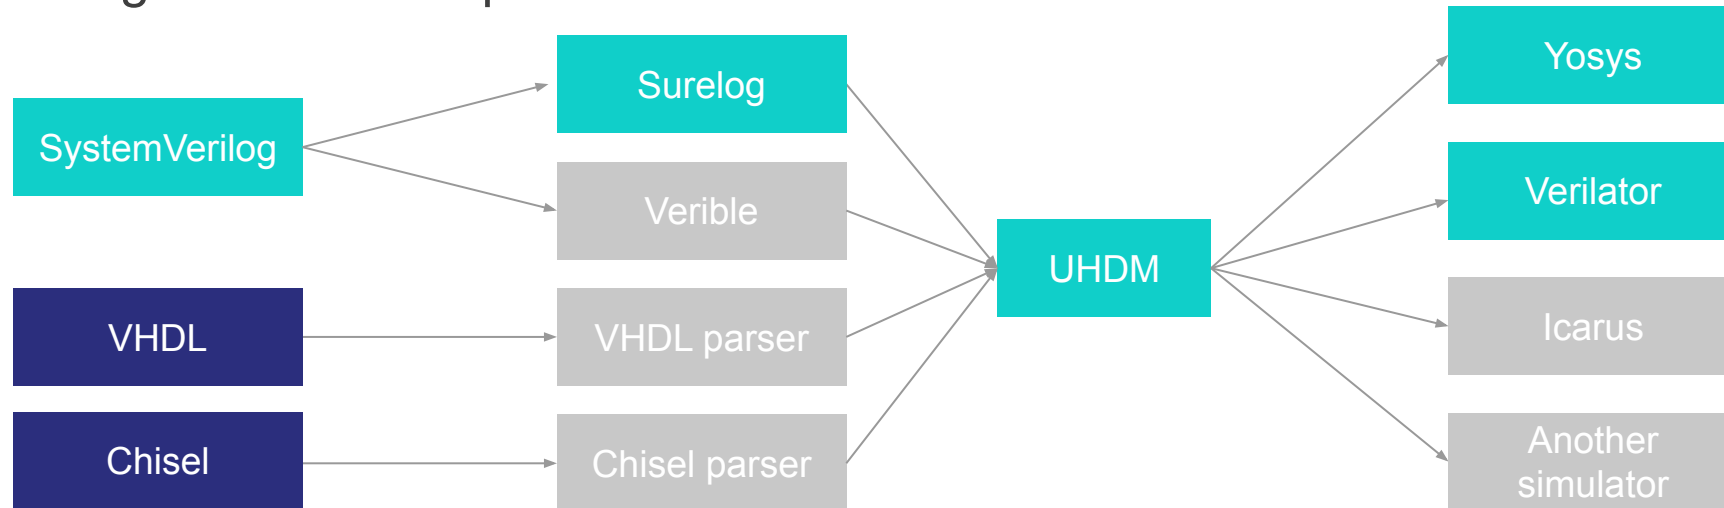 SystemVerilog
VHDL
Chisel
Surelog
Verible
VHDL parser
Chisel parser
UHDM
Yosys
Verilator
Icarus
Another
simulator